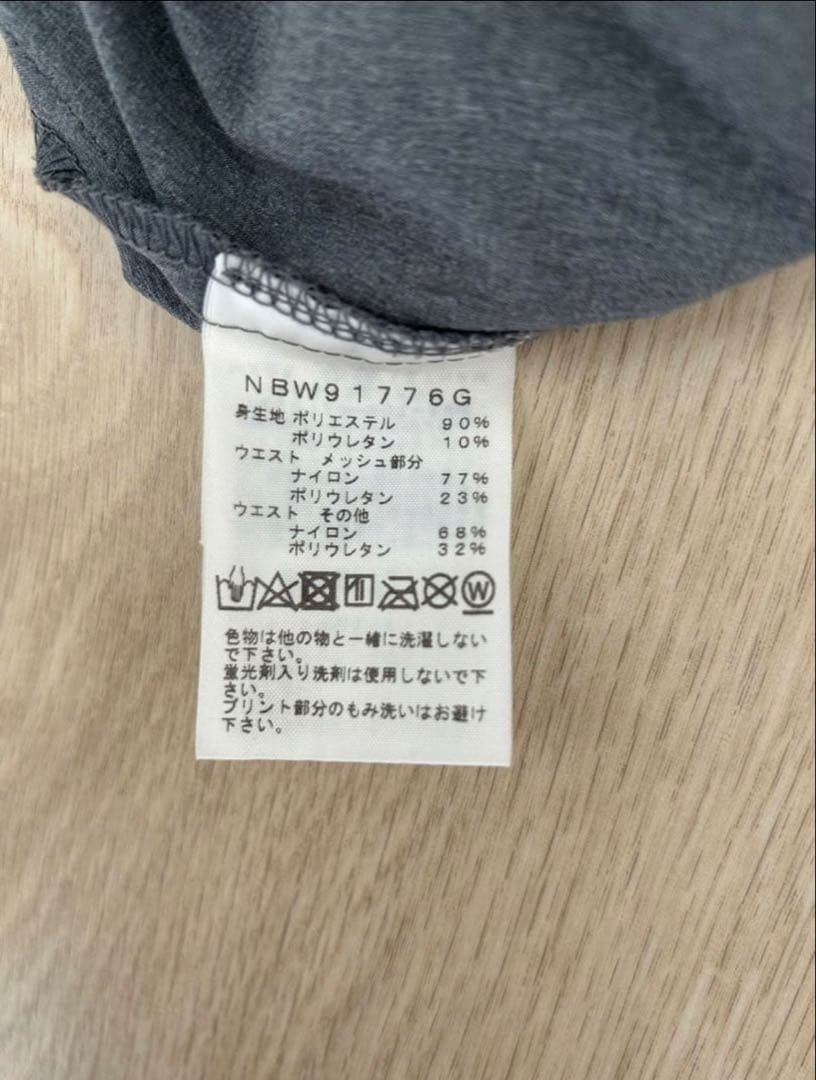 NBW91776G
身生地 ポリエステル 90%
ポリウレタン 10%
ウエスト メッシュ部分
ナイロン 77%
ポリウレタン 23%
ウエスト その他
ナイロン 68%
ポリウレタン 32%
W
色物は他の物と一緒に洗濯しない
で下さい。
蛍光剤入り洗剤は使用しないで下
さい。
プリント部分のもみ洗いはお避け
下さい。